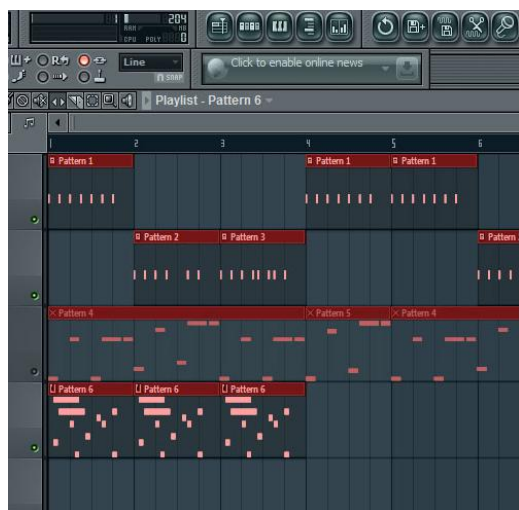 1 204
RAM
CPU POLY 0
Line
SNAP
Click to enable online news
Playlist - Pattern 6
1 2 3 4 5 6
Pattern 1 Pattern 1 Pattern 1
Pattern 2 Pattern 3 Pattern
Pattern 4 Pattern 5 Pattern 4
Pattern 6 Pattern 6 Pattern 6